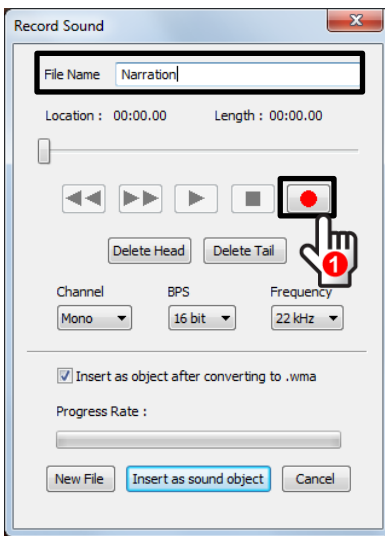 Record Sound
File Name Narration
Location : 00:00.00 Length : 00:00.00
Delete Head Delete Tail
1
Channel BPS Frequency
Mono 16 bit 22 kHz
Insert as object after converting to .wma
Progress Rate :
New File Insert as sound object Cancel